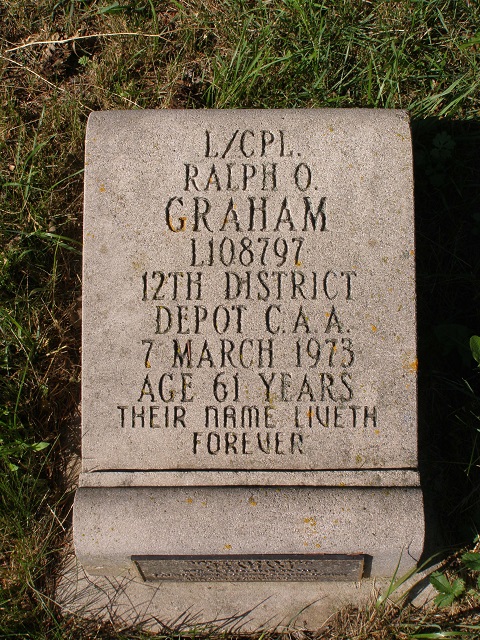 L/CPL.
RALPH O.
GRAHAM
L108797
12TH DISTRICT
DEPOT C.A.A.
7 MARCH 1973
AGE 61 YEARS
THEIR NAME LIVETH
FOREVER